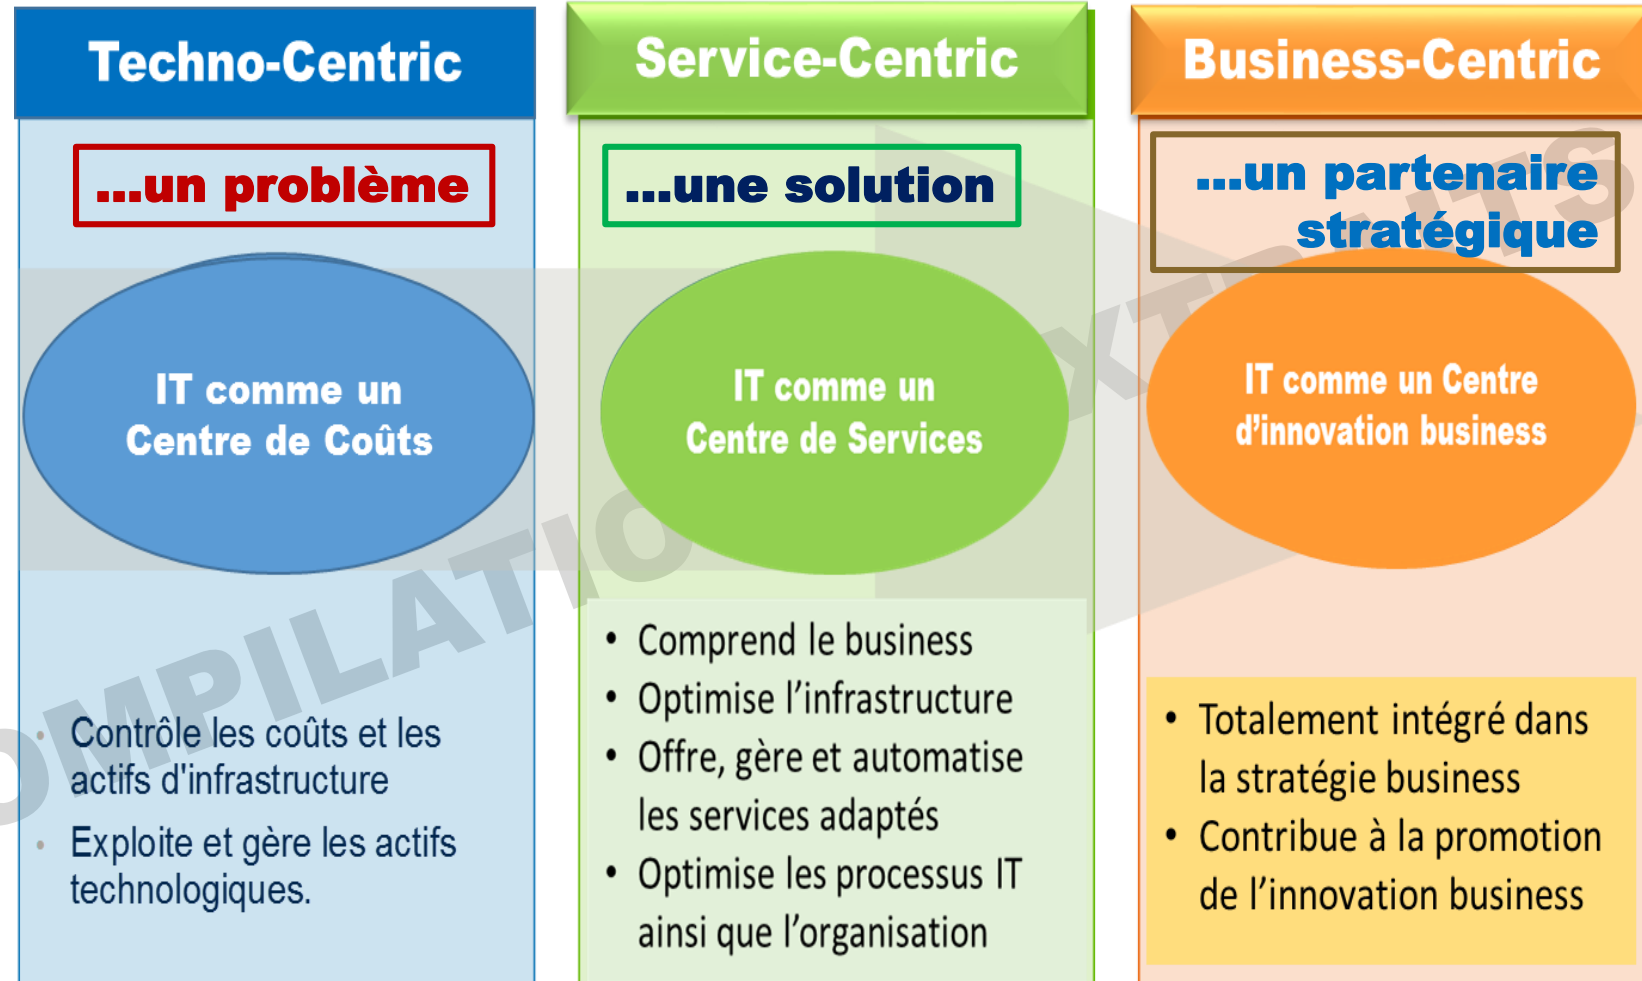 Techno-Centric
...un problème
IT comme un
Centre de Coûts
• Contrôle les coûts et les
actifs d'infrastructure
• Exploite et gère les actifs
technologiques.
Service-Centric
...une solution
IT comme un
Centre de Services
• Comprend le business
• Optimise l’infrastructure
• Offre, gère et automatise
les services adaptés
• Optimise les processus IT
ainsi que l’organisation
Business-Centric
...un partenaire
stratégique
IT comme un Centre
d’innovation business
• Totalement intégré dans
la stratégie business
• Contribue à la promotion
de l’innovation business